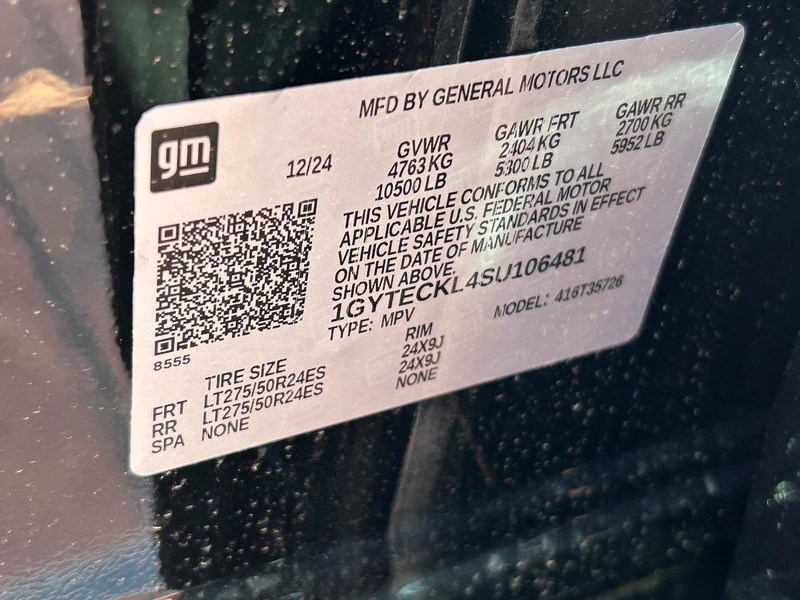 MFD BY GENERAL MOTORS LLC
gm
12/24
GVWR GAWR FRT GAWR RR
4763 KG 2404 KG 2700 KG
10500 LB 5300 LB 5952 LB
THIS VEHICLE CONFORMS TO ALL
APPLICABLE U.S. FEDERAL MOTOR
VEHICLE SAFETY STANDARDS IN EFFECT
ON THE DATE OF MANUFACTURE
SHOWN ABOVE.
1GYTECKL4SU106481
TYPE: MPV MODEL: 416T35726
8555
TIRE SIZE RIM
FRT LT275/50R24ES 24X9J
RR LT275/50R24ES 24X9J
SPA NONE NONE